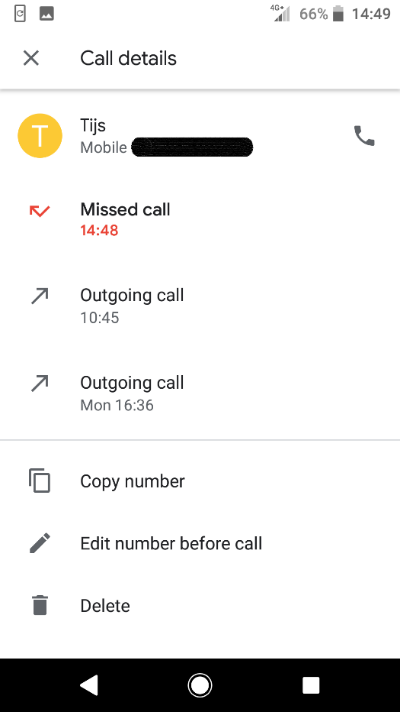 4G+ 66% 14:49
Call details
T
Tijs
Mobile
Missed call
14:48
Outgoing call
10:45
Outgoing call
Mon 16:36
Copy number
Edit number before call
Delete